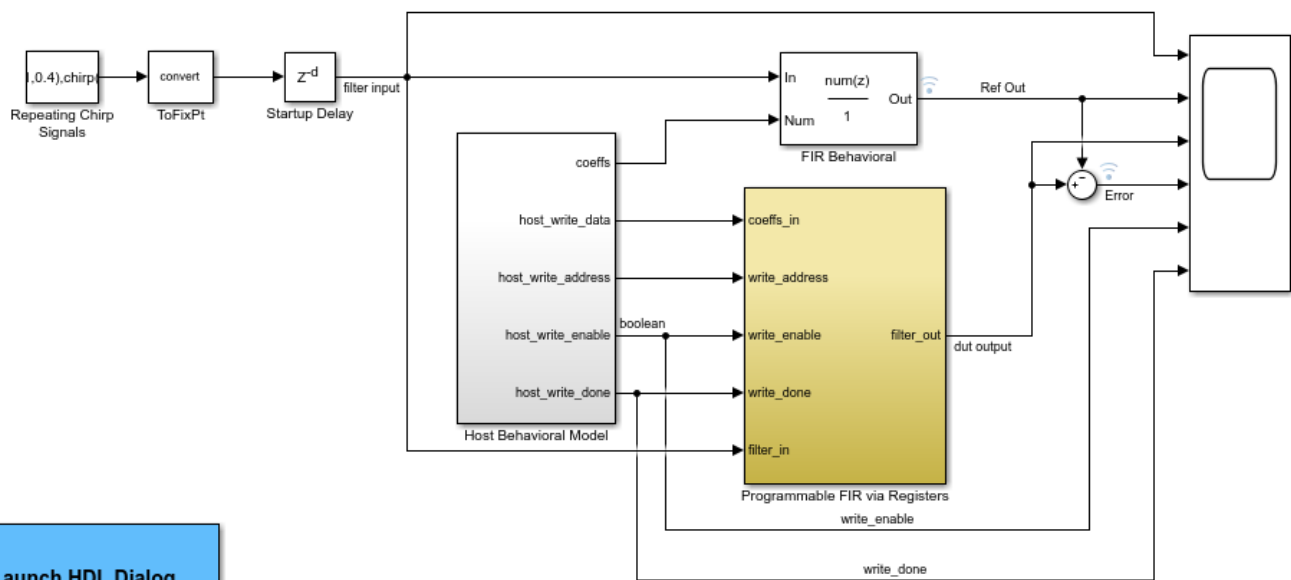 l,0.4),chirp(
Repeating Chirp
Signals
convert
ToFixPt
Z-d
Startup Delay
filter input
In
Num
num(z)
1
Out
FIR Behavioral
Ref Out
Error
coeffs
host_write_data
host_write_address
host_write_enable
host_write_done
Host Behavioral Model
boolean
coeffs_in
write_address
write_enable
write_done
filter_in
filter_out
Programmable FIR via Registers
dut output
write_enable
write_done
aunch HDL Dialog